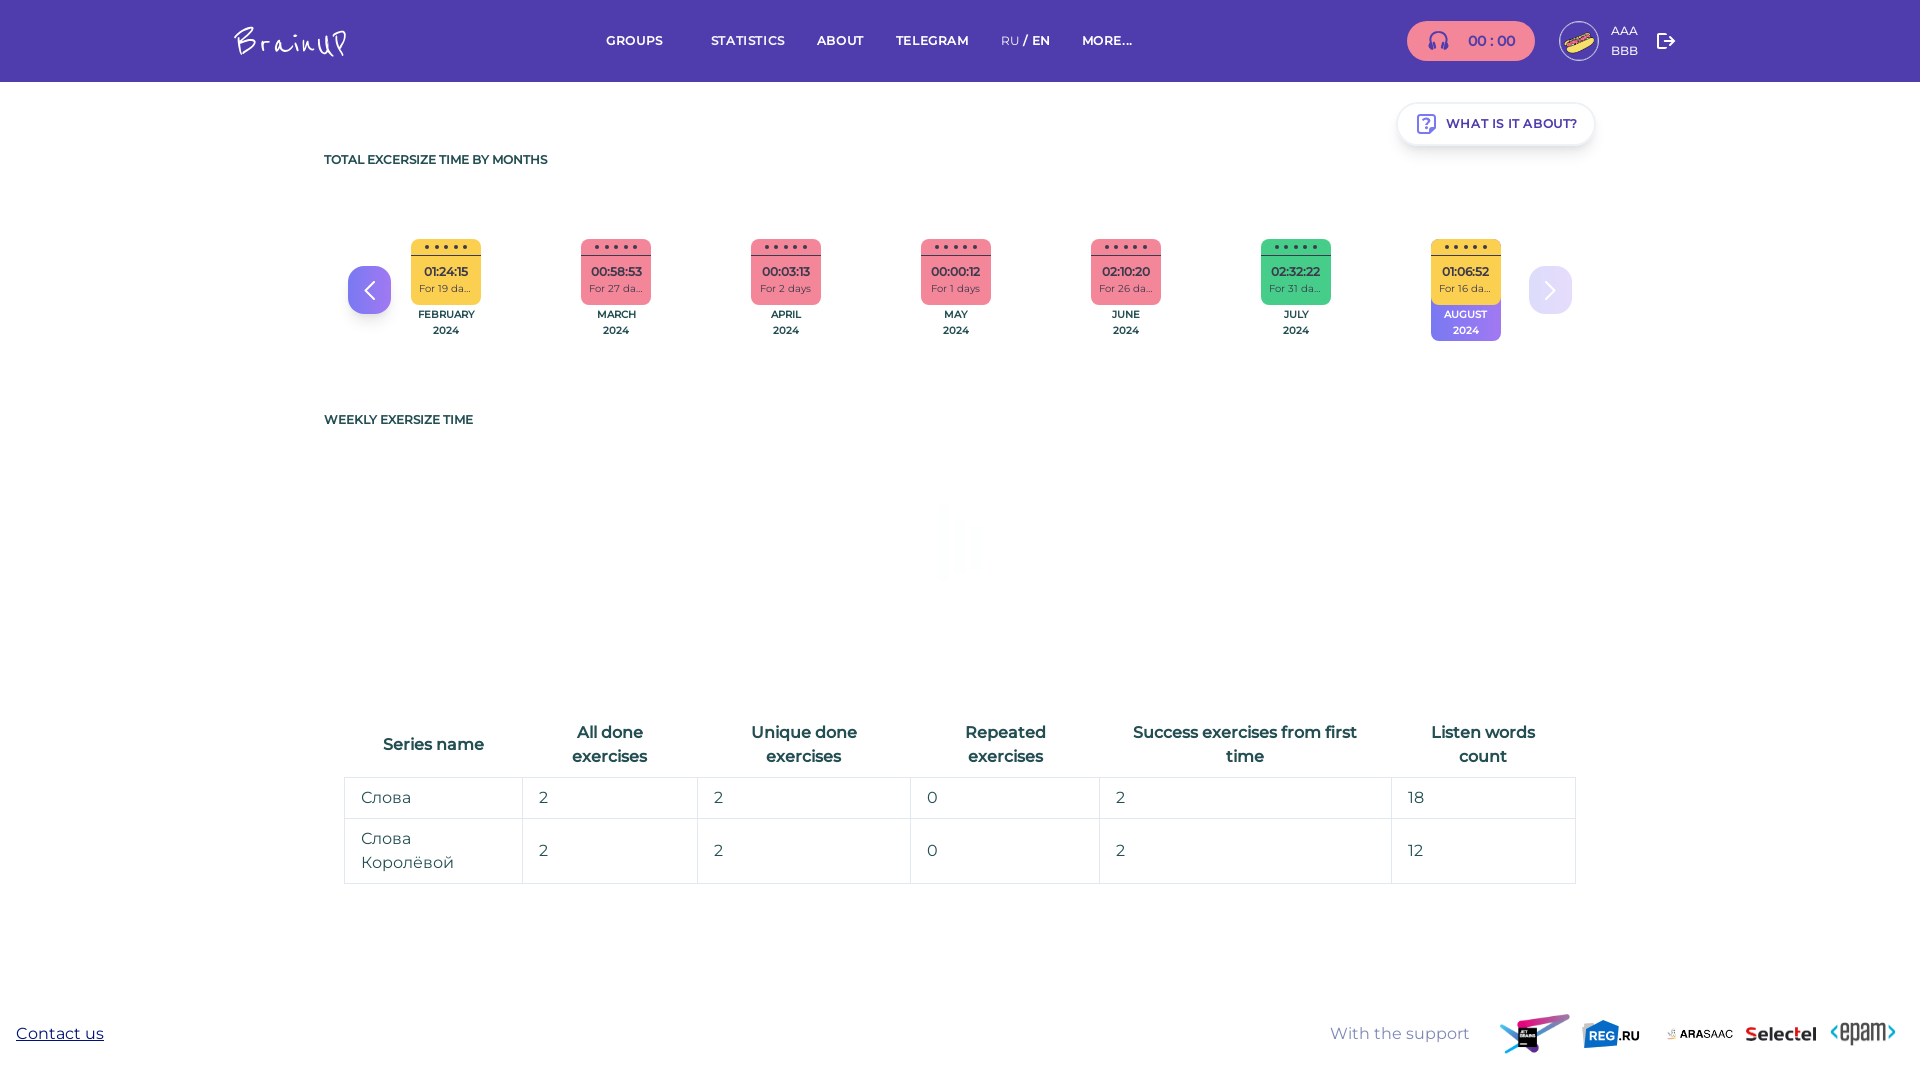 BrainUP
GROUPS
STATISTICS
ABOUT
TELEGRAM
RU / EN
MORE...
00 : 00
AAA
BBB
WHAT IS IT ABOUT?
TOTAL EXCERSIZE TIME BY MONTHS
01:24:15
For 19 da...
FEBRUARY
2024
00:58:53
For 27 da...
MARCH
2024
00:03:13
For 2 days
APRIL
2024
00:00:12
For 1 days
MAY
2024
02:10:20
For 26 da...
JUNE
2024
02:32:22
For 31 da...
JULY
2024
01:06:52
For 16 da...
AUGUST
2024
WEEKLY EXERSIZE TIME
Series name
All done
exercises
Unique done
exercises
Repeated
exercises
Success exercises from first
time
Listen words
count
Слова 2 2 0 2 18
Слова
Королёвой 2 2 0 2 12
Contact us
With the support
JET
BRAINS
REG.RU
ARASAAC
Selectel
<epam>